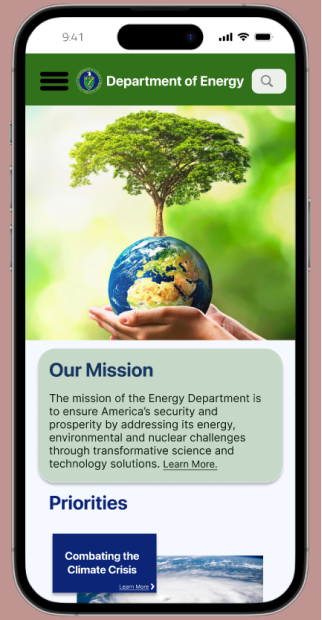 9:41
Department of Energy
Our Mission
The mission of the Energy Department is
to ensure America's security and
prosperity by addressing its energy,
environmental and nuclear challenges
through transformative science and
technology solutions. Learn More.
Priorities
Combating the
Climate Crisis
Learn More